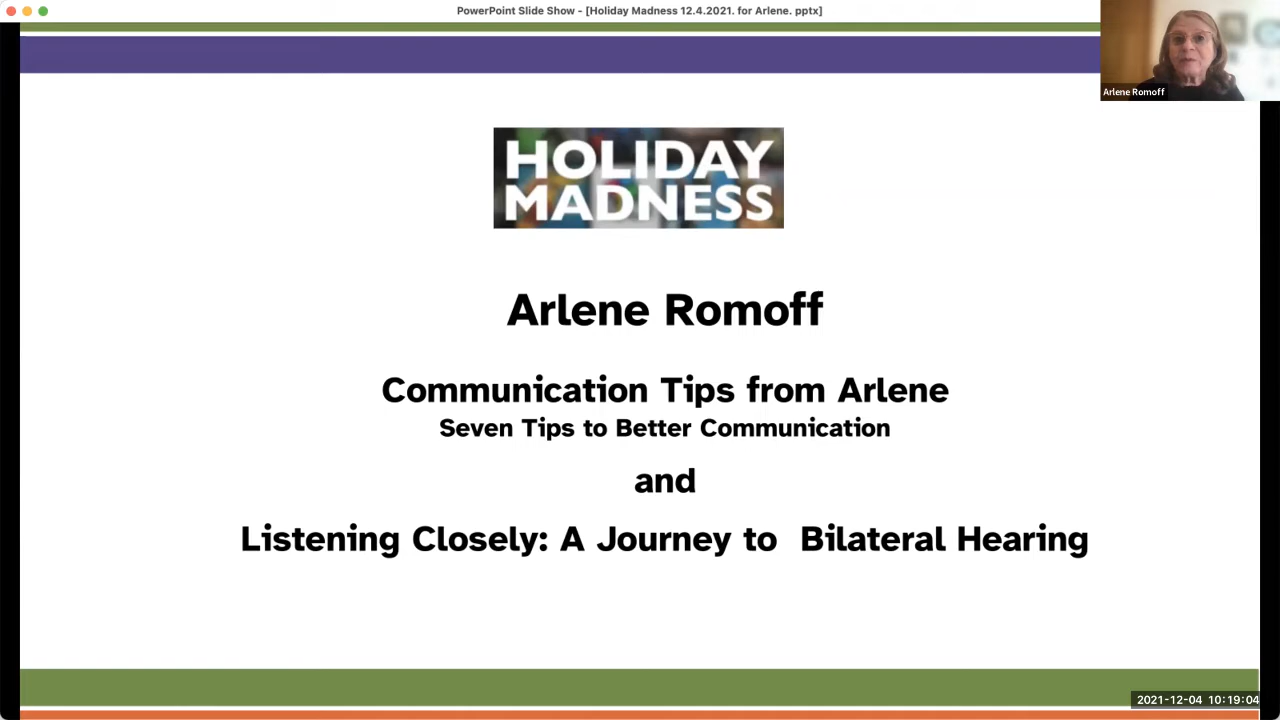 PowerPoint Slide Show - [Holiday Madness 12.4.2021. for Arlene. pptx]
Arlene Romoff
HOLIDAY
MADNESS
Arlene Romoff
Communication Tips from Arlene
Seven Tips to Better Communication
and
Listening Closely: A Journey to  Bilateral Hearing
2021-12-04 10:19:04